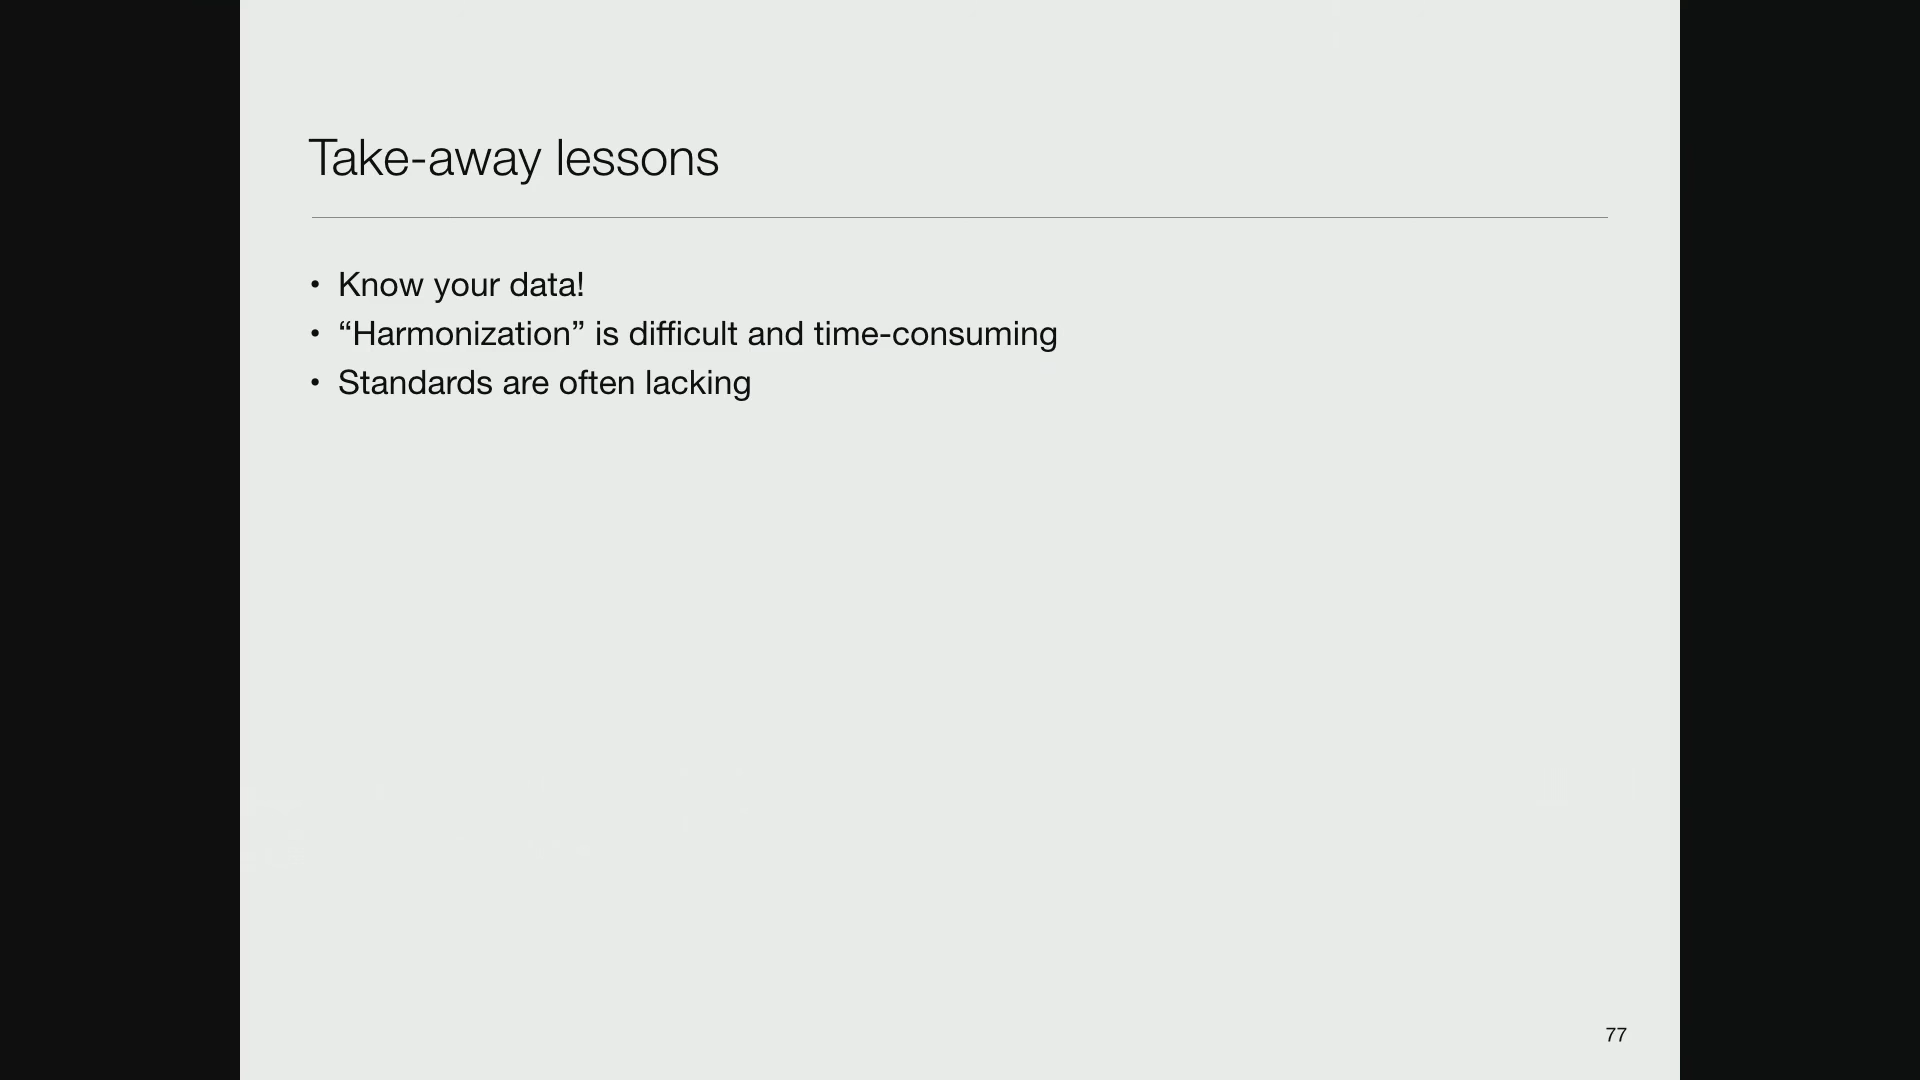 Take-away lessons
• Know your data!
• “Harmonization” is difficult and time-consuming
• Standards are often lacking
77